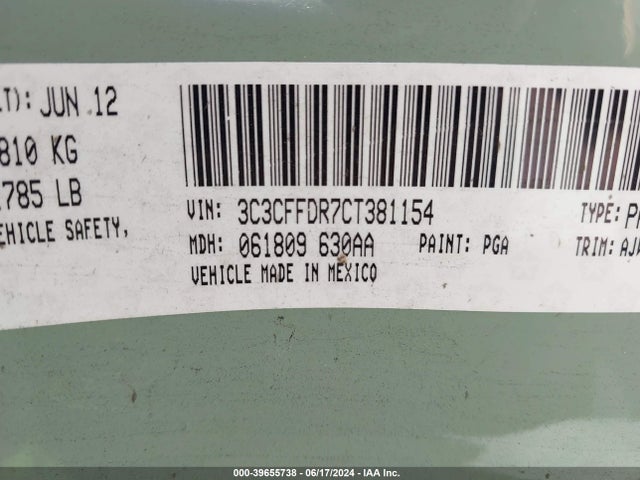 LT): JUN 12
810 KG
785 LB
EHICLE SAFETY,
VIN: 3C3CFFDR7CT381154 TYPE:
MDH: 061809 630AA PAINT: PGA TRIM:
VEHICLE MADE IN MEXICO
000-39655738 - 06/17/2024 - IAA Inc.